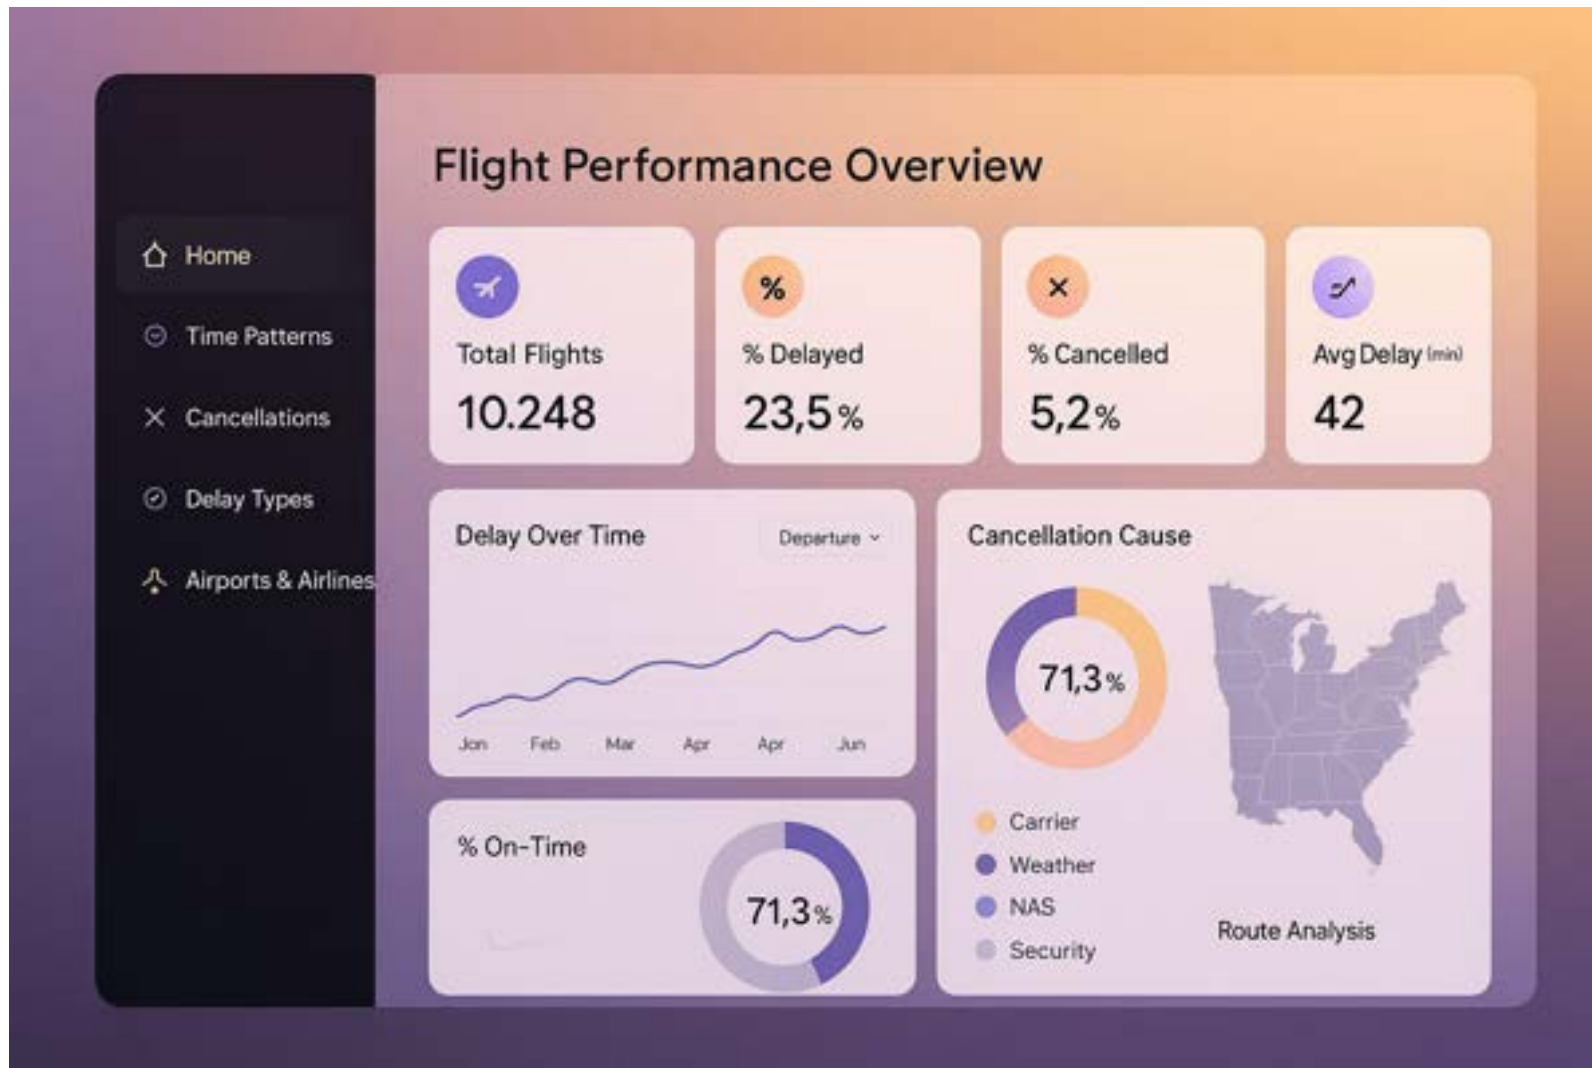 Flight Performance Overview
Home
Time Patterns
Cancellations
Delay Types
Airports & Airlines
%
Total Flights
10.248
% Delayed
23,5%
% Cancelled
5,2%
Avg Delay (min)
42
Delay Over Time
Departure
Jan
Feb
Mar
Apr
Apr
Jun
% On-Time
71,3%
Cancellation Cause
71,3%
Carrier
Weather
NAS
Security
Route Analysis